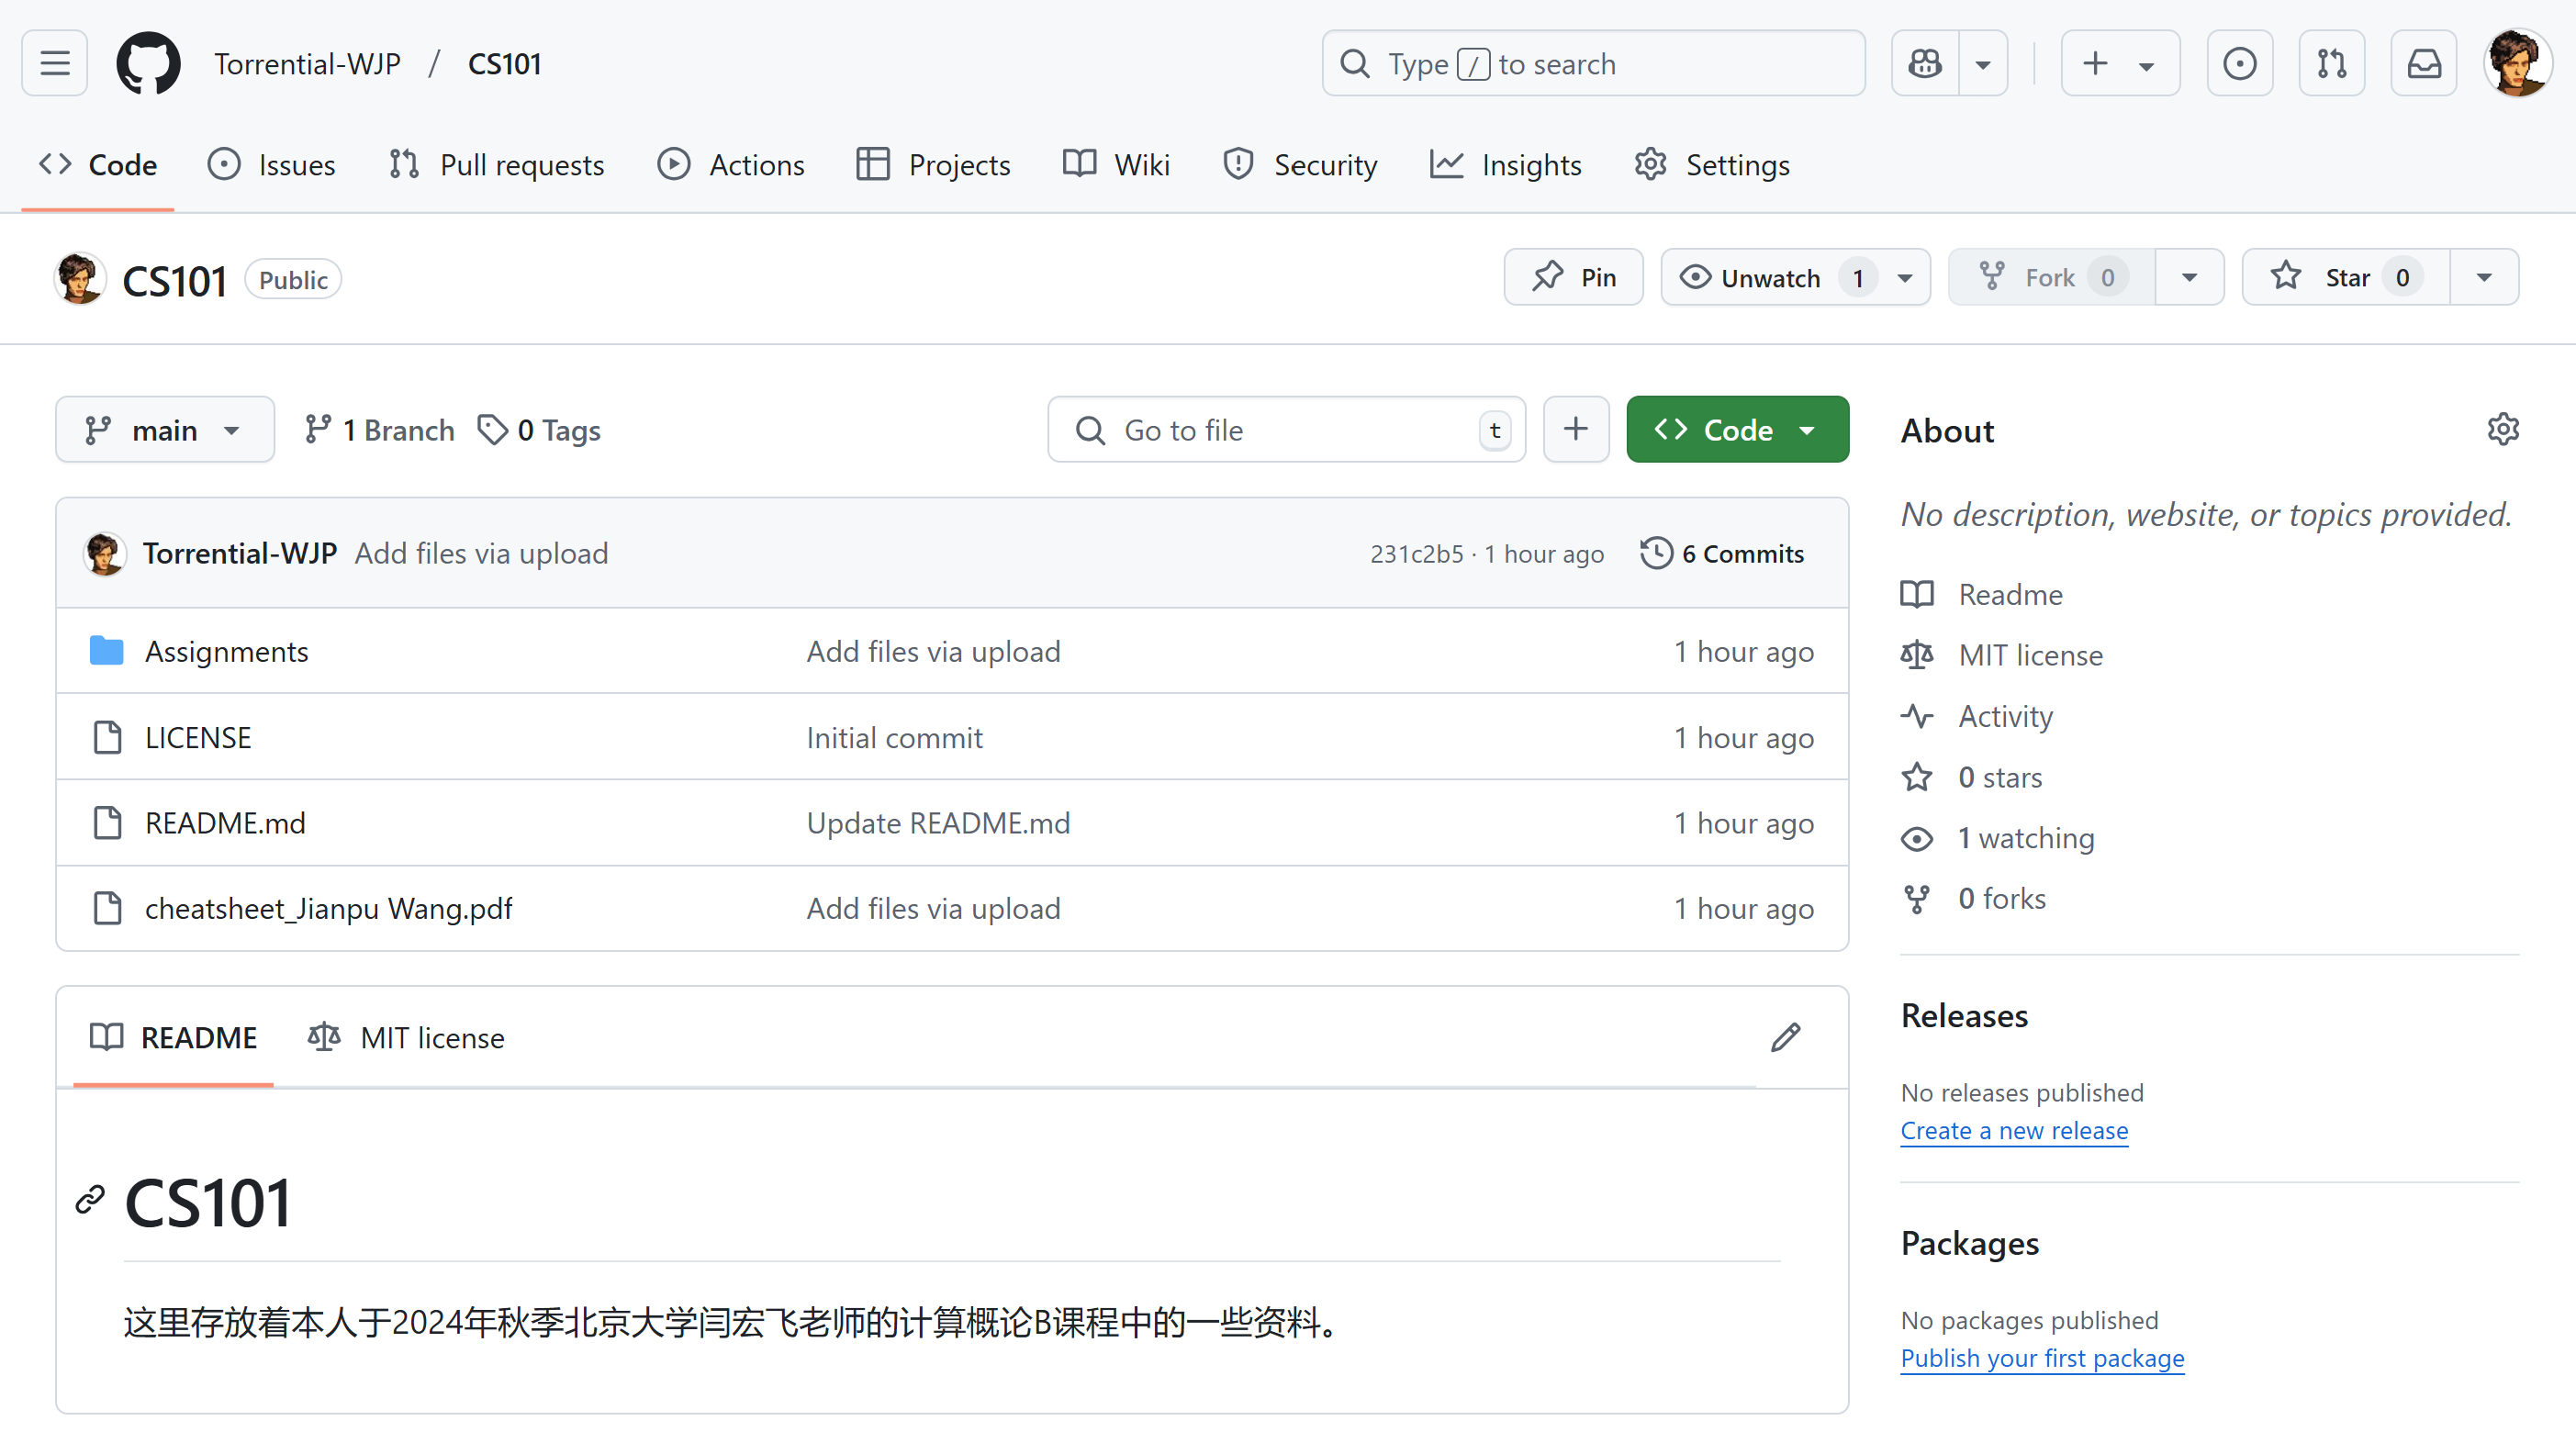 Torrential-WJP / CS101
Type / to search
Code Issues Pull requests Actions Projects Wiki Security Insights Settings
CS101 Public
Pin Unwatch 1 Fork 0 Star 0
main 1 Branch 0 Tags Go to file t + Code
Torrential-WJP Add files via upload 231c2b5 · 1 hour ago 6 Commits
Assignments Add files via upload 1 hour ago
LICENSE Initial commit 1 hour ago
README.md Update README.md 1 hour ago
cheatsheet_Jianpu Wang.pdf Add files via upload 1 hour ago
README MIT license
CS101
这里存放着本人于2024年秋季北京大学闫宏飞老师的计算概论B课程中的一些资料。
About
No description, website, or topics provided.
Readme
MIT license
Activity
0 stars
1 watching
0 forks
Releases
No releases published
Create a new release
Packages
No packages published
Publish your first package